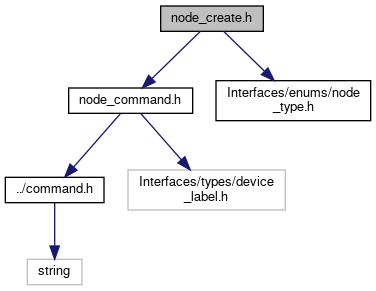 node_create.h
node_command.h
Interfaces/enums/node
_type.h
../command.h
Interfaces/types/device
_label.h
string